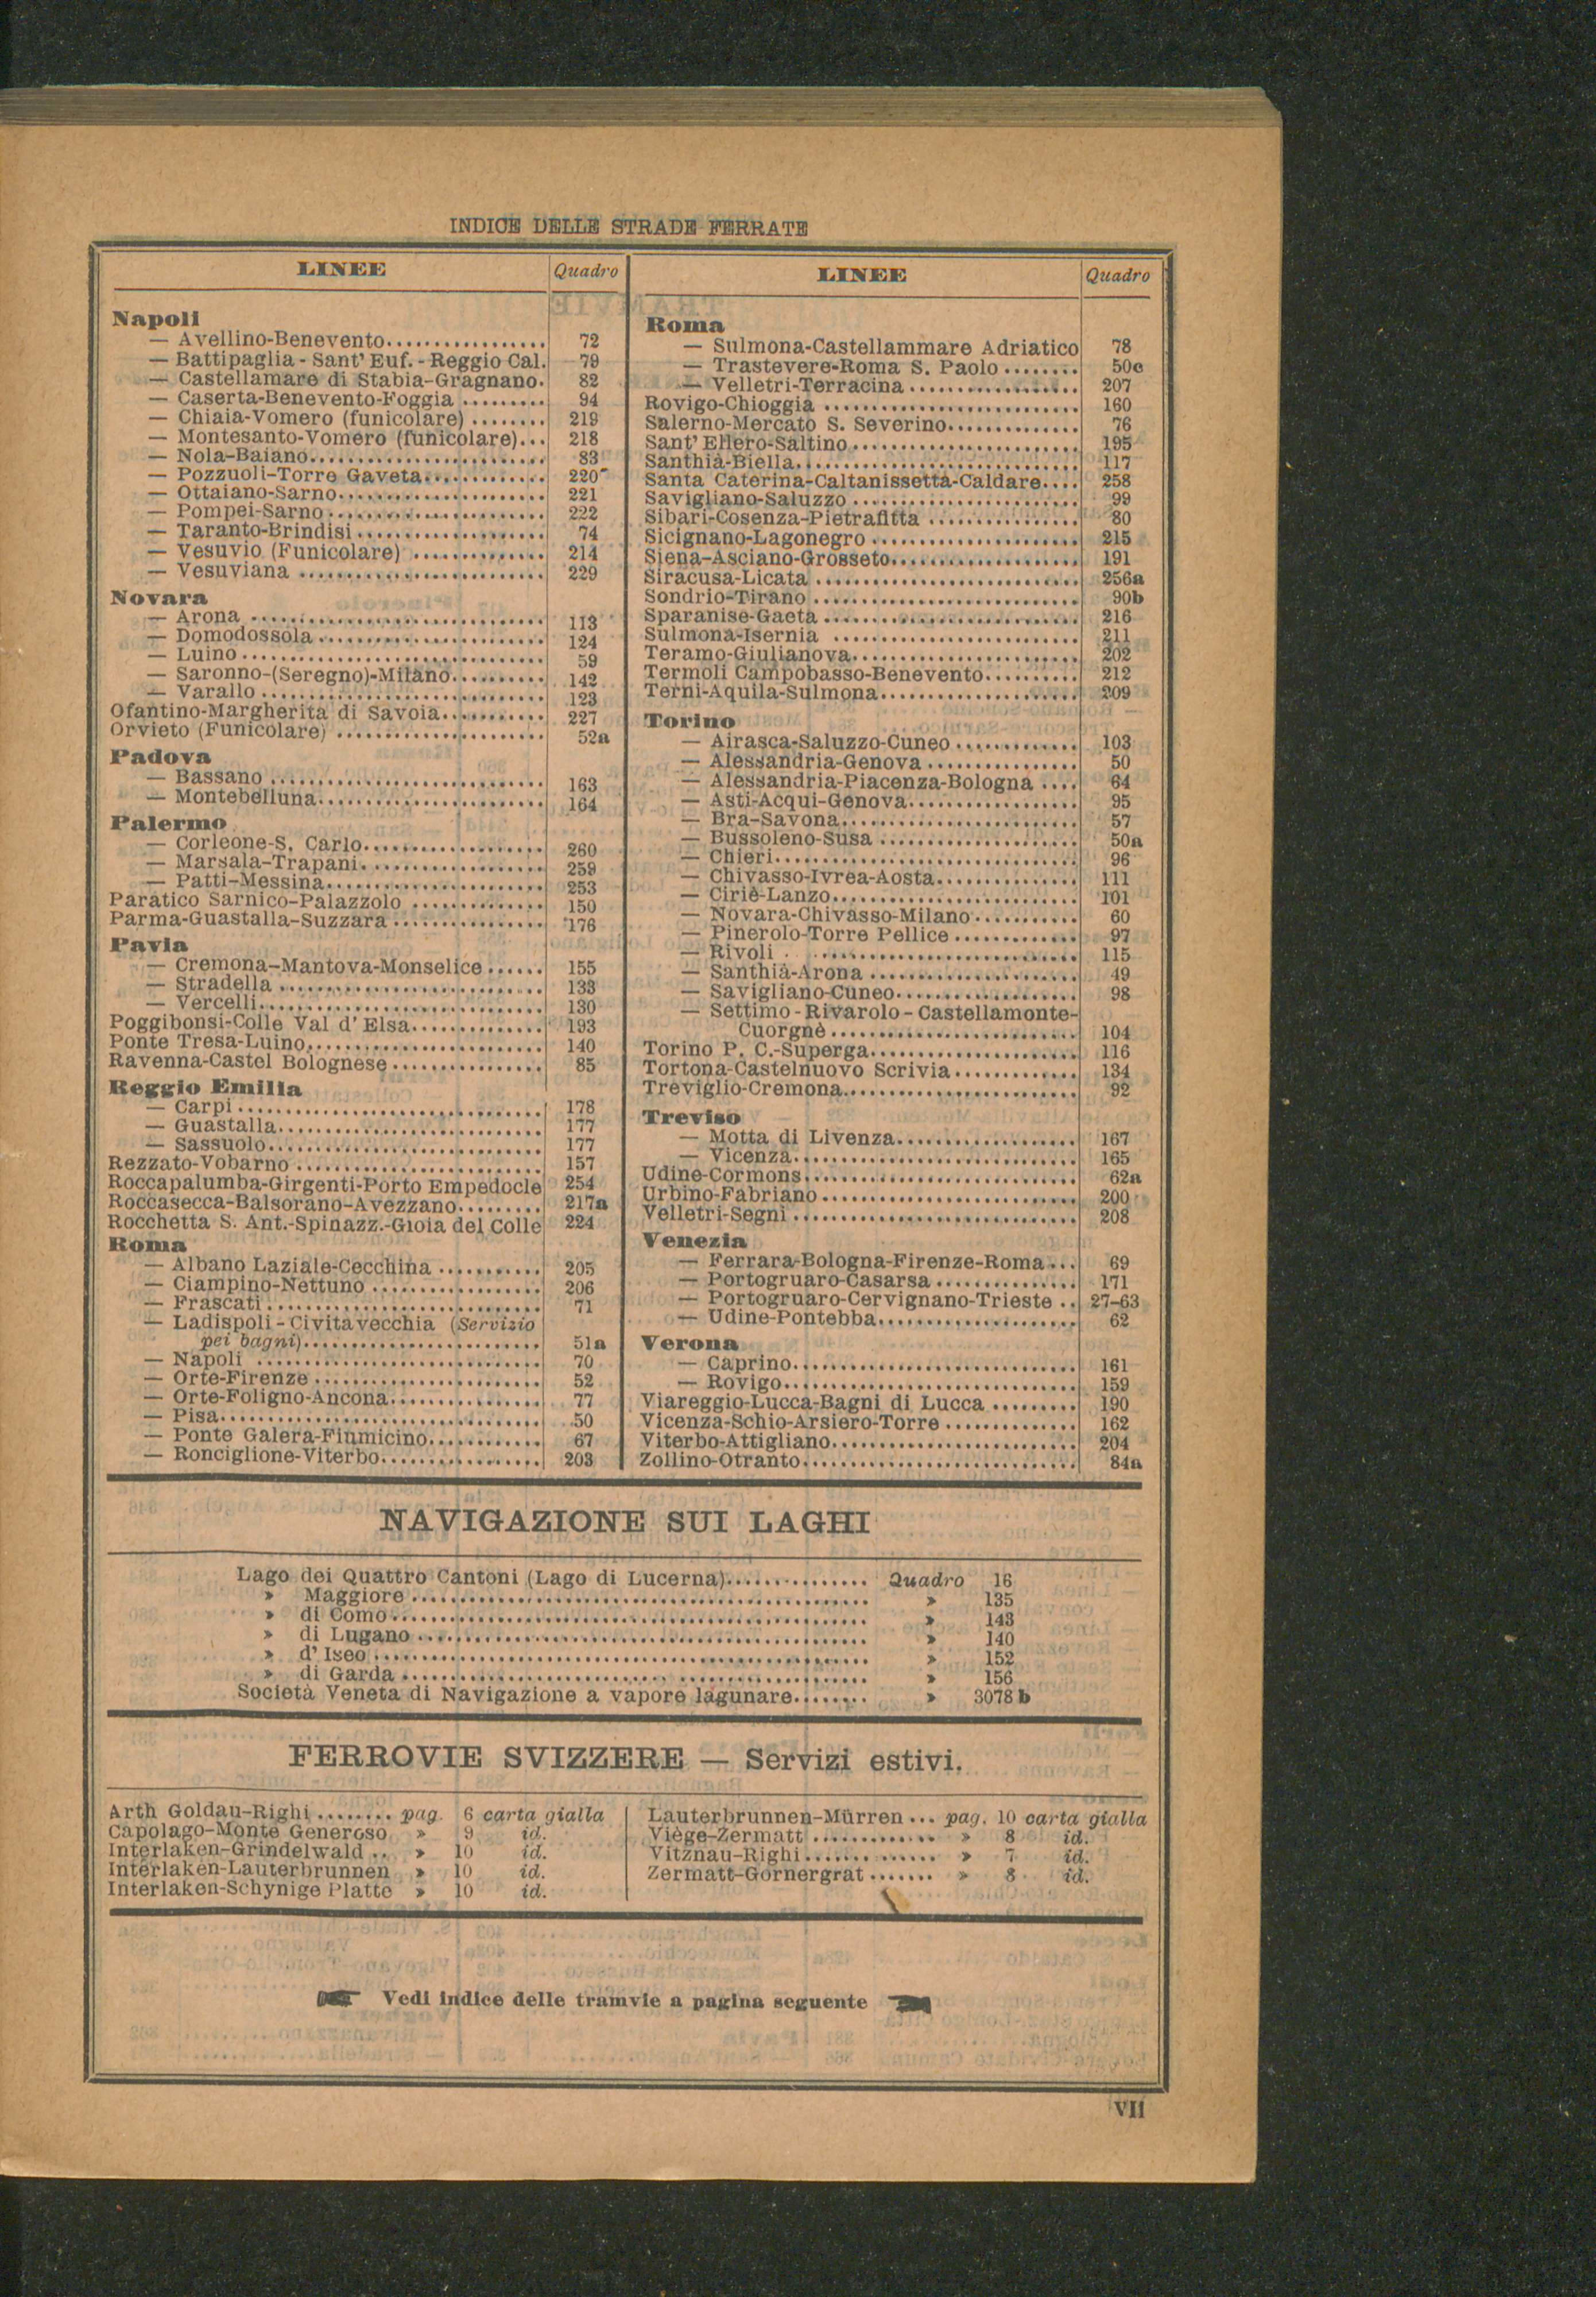 INDICE DELLE STRADE FERRATE
LINEE Quadro
Napoli
— Avellino-Benevento................. 72
— Battipaglia - Sant' Euf. - Reggio Cal. 79
— Castellamare di Stabia-Gragnano. 82
— Caserta-Benevento-Foggia ......... 94
— Chiaia-Vomero (funicolare) ........ 219
— Montesanto-Vomero (funicolare)... 218
— Nola-Baiano......................... 83
— Pozzuoli-Torre Gaveta............. 220
— Ottaiano-Sarno...................... 221
— Pompei-Sarno....................... 222
— Taranto-Brindisi.................... 74
— Vesuvio (Funicolare) .............. 214
— Vesuviana .......................... 229
Novara
— Arona ............................... 113
— Domodossola........................ 124
— Luino................................ 59
— Saronno-(Seregno)-Milano.......... 142
— Varallo.............................. 123
Ofantino-Margherita di Savoia........... 227
Orvieto (Funicolare) ...................... 52a
Padova
— Bassano ............................. 163
— Montebelluna........................ 164
Palermo
— Corleone-S. Carlo................... 260
— Marsala-Trapani.................... 259
— Patti-Messina....................... 253
Paratico Sarnico-Palazzolo .............. 150
Parma-Guastalla-Suzzara ................ 176
Pavia
— Cremona-Mantova-Monselice...... 155
— Stradella ............................ 133
— Vercelli.............................. 130
Poggibonsi-Colle Val d' Elsa.............. 193
Ponte Tresa-Luino......................... 140
Ravenna-Castel Bolognese................ 85
Reggio Emilia
— Carpi................................ 178
— Guastalla............................ 177
— Sassuolo............................. 177
Rezzato-Vobarno .......................... 157
Roccapalumba-Girgenti-Porto Empedocle 254
Roccasecca-Balsorano-Avezzano......... 217a
Rocchetta S. Ant.-Spinazz.-Gioia del Colle 224
Roma
— Albano Laziale-Cecchina ........... 205
— Ciampino-Nettuno .................. 206
— Frascati............................. 71
— Ladispoli - Civitavecchia (Servizio
pei bagni)......................... 51a
— Napoli .............................. 70
— Orte-Firenze........................ 52
— Orte-Foligno-Ancona................ 77
— Pisa.................................. 50
— Ponte Galera-Fiumicino............ 67
— Ronciglione-Viterbo................. 203
LINEE Quadro
Roma
— Sulmona-Castellammare Adriatico 78
— Trastevere-Roma S. Paolo ........ 50c
— Velletri-Terracina.................. 207
Rovigo-Chioggia ........................... 160
Salerno-Mercato S. Severino.............. 76
Sant' Ellero-Saltino........................ 195
Santhià-Biella.............................. 117
Santa Caterina-Caltanissetta-Caldare.... 258
Savigliano-Saluzzo........................ 99
Sibari-Cosenza-Pietrafitta ................ 80
Sicignano-Lagonegro ...................... 215
Siena-Asciano-Grosseto.................... 191
Siracusa-Licata ............................ 256a
Sondrio-Tirano ............................ 90b
Sparanise-Gaeta........................... 216
Sulmona-Isernia .......................... 211
Teramo-Giulianova........................ 202
Termoli Campobasso-Benevento.......... 212
Terni-Aquila-Sulmona..................... 209
Torino
— Airasca-Saluzzo-Cuneo ............. 103
— Alessandria-Genova ................ 50
— Alessandria-Piacenza-Bologna .... 64
— Asti-Acqui-Genova.................. 95
— Bra-Savona......................... 57
— Bussoleno-Susa ..................... 50a
— Chieri................................ 96
— Chivasso-Ivrea-Aosta............... 111
— Ciriè-Lanzo.......................... 101
— Novara-Chivasso-Milano........... 60
— Pinerolo-Torre Pellice ............. 97
— Rivoli . ........................... 115
— Santhià-Arona ...................... 49
— Savigliano-Cuneo................... 98
— Settimo - Rivarolo - Castellamonte-
Cuorgnè........................... 104
Torino P. C.-Superga...................... 116
Tortona-Castelnuovo Scrivia............. 134
Treviglio-Cremona......................... 92
Treviso
— Motta di Livenza................... 167
— Vicenza.............................. 165
Udine-Cormons............................. 62a
Urbino-Fabriano........................... 200
Velletri-Segni .............................. 208
Venezia
— Ferrara-Bologna-Firenze-Roma... 69
— Portogruaro-Casarsa............... 171
— Portogruaro-Cervignano-Trieste .. 27-63
— Udine-Pontebba..................... 62
Verona
— Caprino.............................. 161
— Rovigo............................... 159
Viareggio-Lucca-Bagni di Lucca ......... 190
Vicenza-Schio-Arsiero-Torre .............. 162
Viterbo-Attigliano.......................... 204
Zollino-Otranto............................. 84a
NAVIGAZIONE SUI LAGHI
Lago dei Quattro Cantoni (Lago di Lucerna)............... Quadro 16
» Maggiore ................................................ » 135
» di Como.................................................. » 143
» di Lugano ............................................... » 140
» d' Iseo .................................................... » 152
» di Garda ................................................ » 156
Società Veneta di Navigazione a vapore lagunare........ » 3078 b
FERROVIE SVIZZERE — Servizi estivi.
Arth Goldau-Righi ........ pag. 6 carta gialla
Capolago-Monte Generoso » 9 id.
Interlaken-Grindelwald .. » 10 id.
Interlaken-Lauterbrunnen » 10 id.
Interlaken-Schynige Platte » 10 id.
Lauterbrunnen-Mürren ... pag. 10 carta gialla
Viège-Zermatt ............. » 8 id.
Vitznau-Righi.............. » 7 id.
Zermatt-Gornergrat ....... » 8 id.
Vedi indice delle tramvie a pagina seguente
VII